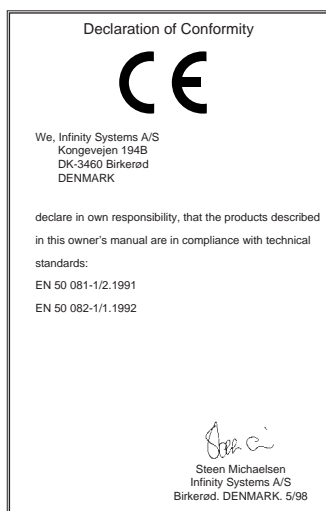 Declaration of Conformity
CE
We, Infinity Systems A/S
Kongevejen 194B
DK-3460 Birkerød
DENMARK
declare in own responsibility, that the products described
in this owner's manual are in compliance with technical
standards:
EN 50 081-1/2.1991
EN 50 082-1/1.1992
Steen Michaelsen
Infinity Systems A/S
Birkerød. DENMARK. 5/98